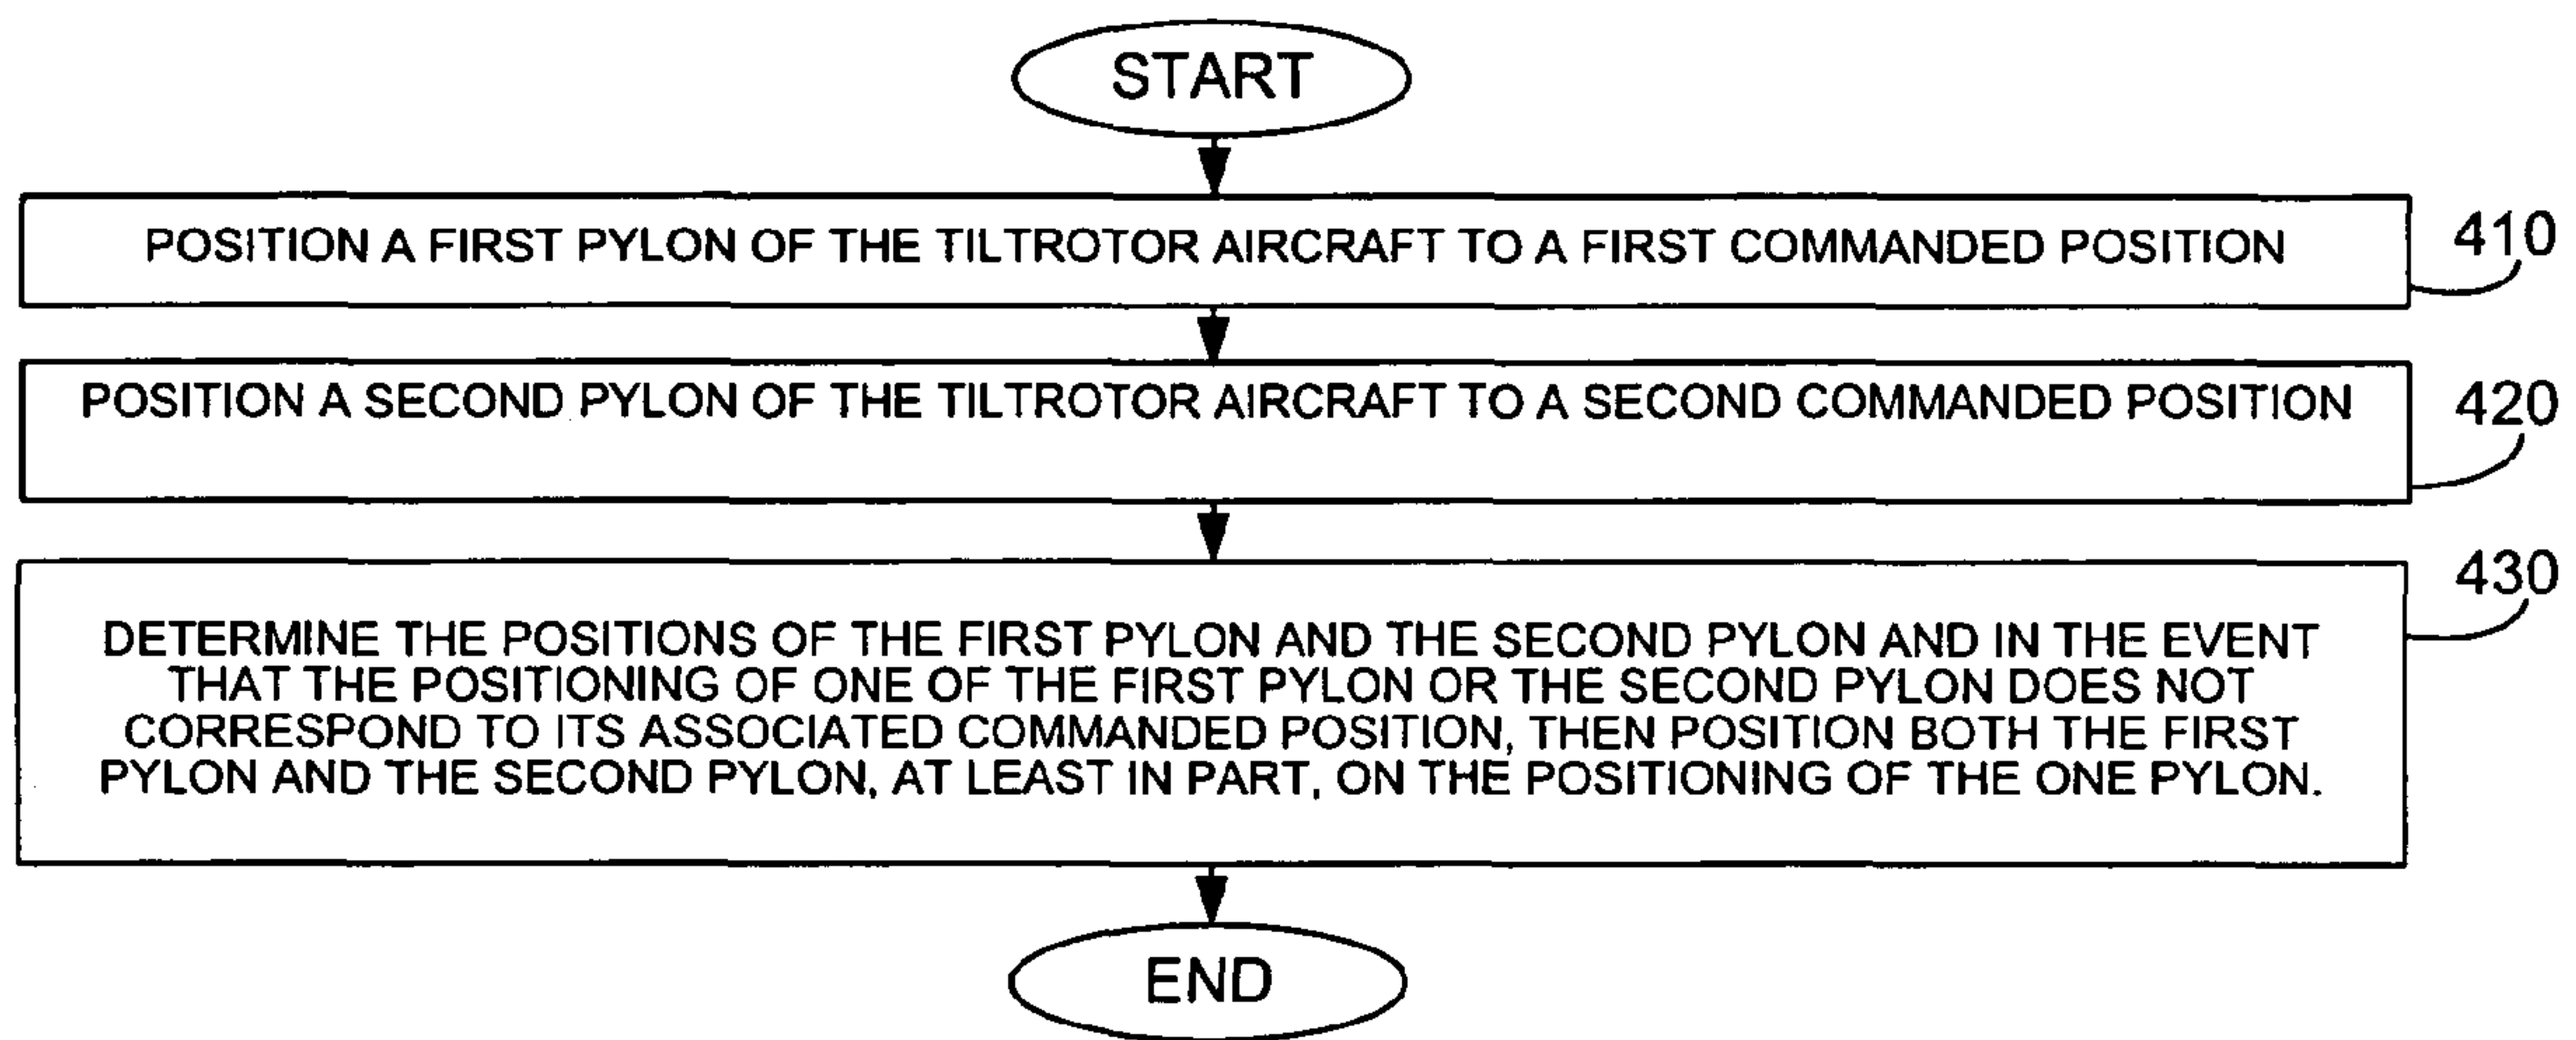 START
POSITION A FIRST PYLON OF THE TILTROTOR AIRCRAFT TO A FIRST COMMANDED POSITION
410
POSITION A SECOND PYLON OF THE TILTROTOR AIRCRAFT TO A SECOND COMMANDED POSITION
420
430
DETERMINE THE POSITIONS OF THE FIRST PYLON AND THE SECOND PYLON AND IN THE EVENT
THAT THE POSITIONING OF ONE OF THE FIRST PYLON OR THE SECOND PYLON DOES NOT
CORRESPOND TO ITS ASSOCIATED COMMANDED POSITION, THEN POSITION BOTH THE FIRST
PYLON AND THE SECOND PYLON, AT LEAST IN PART, ON THE POSITIONING OF THE ONE PYLON.
END